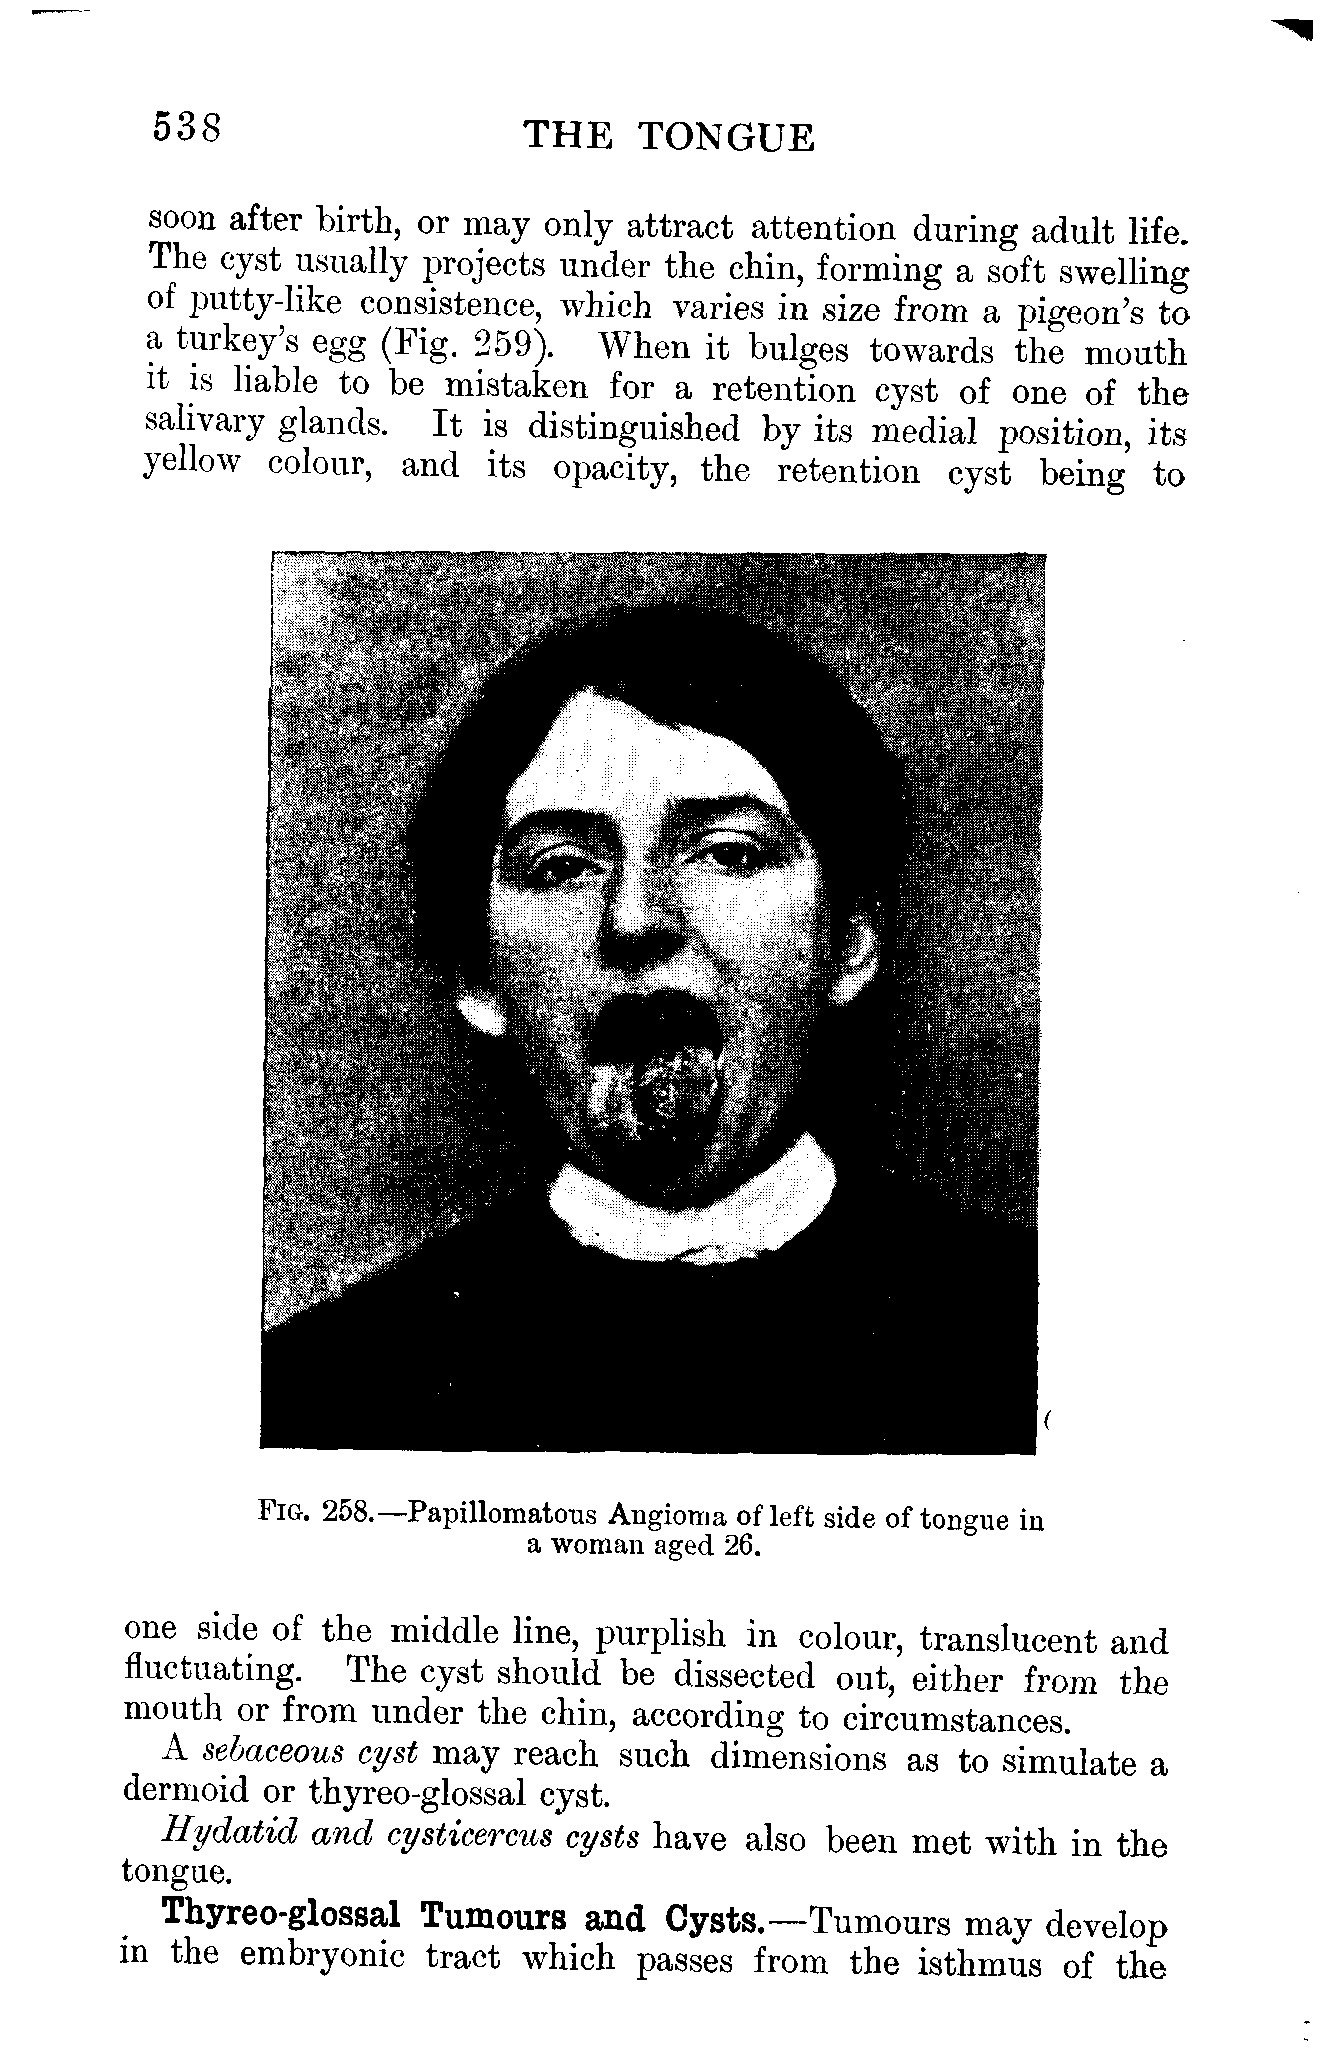 538
THE TONGUE
soon after birth, or may only attract attention during adult life.
The cyst usually projects under the chin, forming a soft swelling
of putty-like consistence, which varies in size from a pigeon's to
a turkey's egg (Fig. 259). When it bulges towards the mouth
it is liable to be mistaken for a retention cyst of one of the
salivary glands. It is distinguished by its medial position, its
yellow colour, and its opacity, the retention cyst being to
FIG. 258.—Papillomatous Angioma of left side of tongue in
a woman aged 26.
one side of the middle line, purplish in colour, translucent and
fluctuating. The cyst should be dissected out, either from the
mouth or from under the chin, according to circumstances.
A sebaceous cyst may reach such dimensions as to simulate a
dermoid or thyreo-glossal cyst.
Hydatid and cysticercus cysts have also been met with in the
tongue.
Thyreo-glossal Tumours and Cysts.—Tumours may develop
in the embryonic tract which passes from the isthmus of the